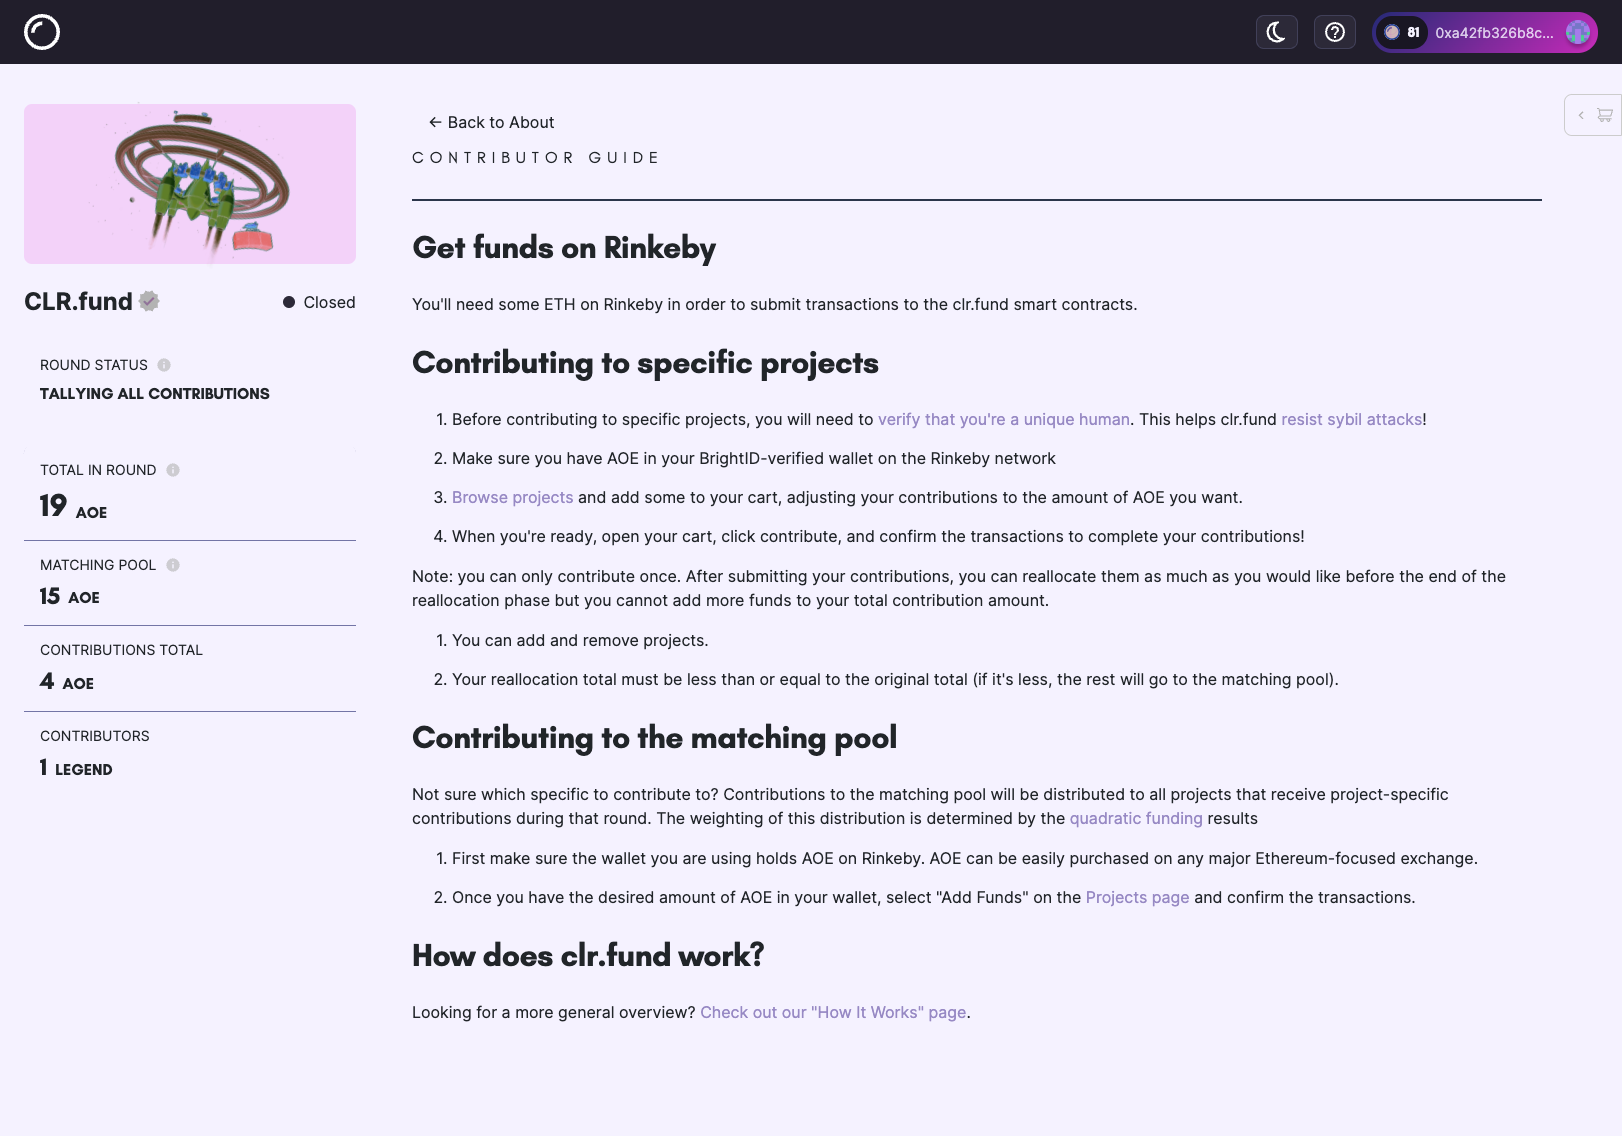 81 0xa42fb326b8c...
← Back to About
CONTRIBUTOR GUIDE
CLR.fund
Closed
ROUND STATUS
TALLYING ALL CONTRIBUTIONS
TOTAL IN ROUND
19 AOE
MATCHING POOL
15 AOE
CONTRIBUTIONS TOTAL
4 AOE
CONTRIBUTORS
1 LEGEND
Get funds on Rinkeby
You'll need some ETH on Rinkeby in order to submit transactions to the clr.fund smart contracts.
Contributing to specific projects
1. Before contributing to specific projects, you will need to verify that you're a unique human. This helps clr.fund resist sybil attacks!
2. Make sure you have AOE in your BrightID-verified wallet on the Rinkeby network
3. Browse projects and add some to your cart, adjusting your contributions to the amount of AOE you want.
4. When you're ready, open your cart, click contribute, and confirm the transactions to complete your contributions!
Note: you can only contribute once. After submitting your contributions, you can reallocate them as much as you would like before the end of the
reallocation phase but you cannot add more funds to your total contribution amount.
1. You can add and remove projects.
2. Your reallocation total must be less than or equal to the original total (if it's less, the rest will go to the matching pool).
Contributing to the matching pool
Not sure which specific to contribute to? Contributions to the matching pool will be distributed to all projects that receive project-specific
contributions during that round. The weighting of this distribution is determined by the quadratic funding results
1. First make sure the wallet you are using holds AOE on Rinkeby. AOE can be easily purchased on any major Ethereum-focused exchange.
2. Once you have the desired amount of AOE in your wallet, select "Add Funds" on the Projects page and confirm the transactions.
How does clr.fund work?
Looking for a more general overview? Check out our "How It Works" page.